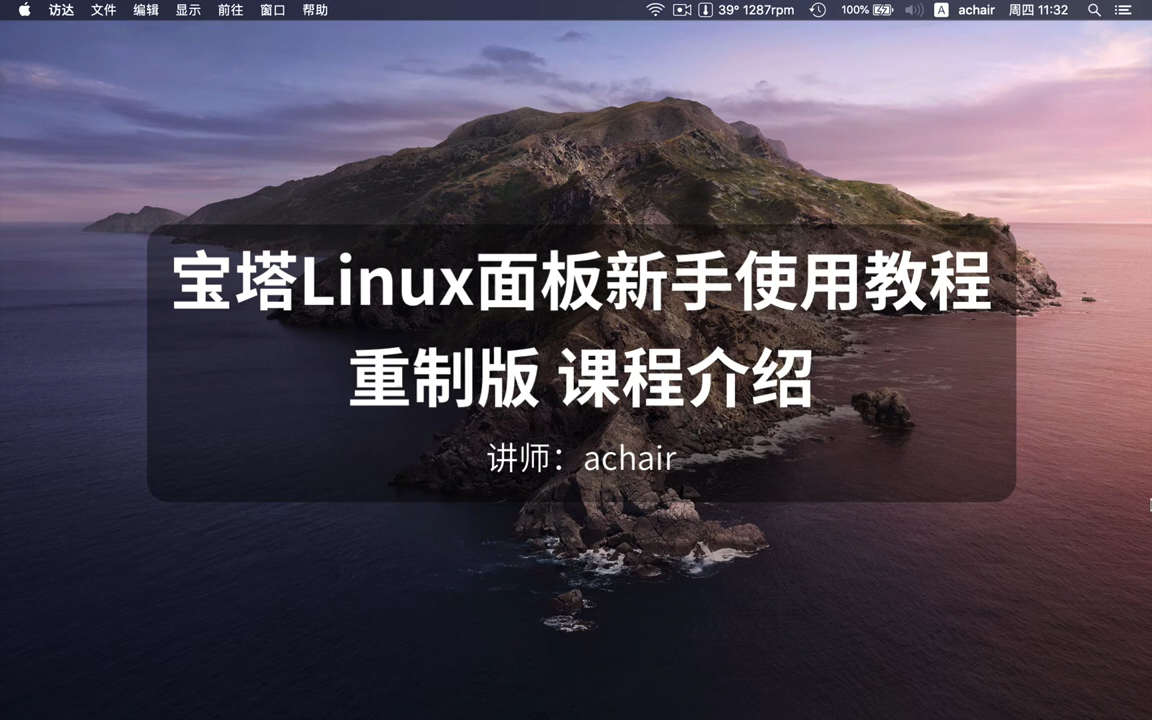 访达 文件 编辑 显示 前往 窗口 帮助 39° 1287rpm 100% A achair 周四 11:32
宝塔Linux面板新手使用教程
重制版 课程介绍
讲师：achair